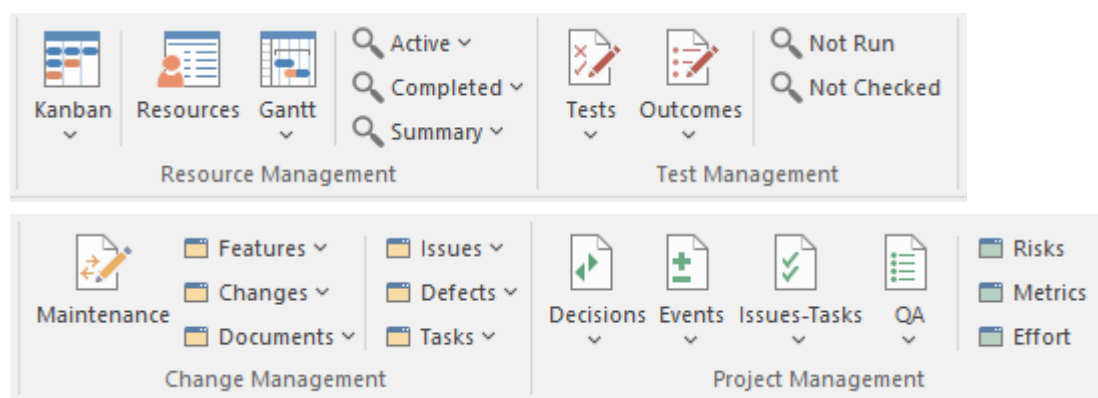 Kanban
Resources
Gantt
Active
Completed
Summary
Resource Management
Tests
Outcomes
Not Run
Not Checked
Test Management
Maintenance
Features
Changes
Documents
Issues
Defects
Tasks
Change Management
Decisions
Events
Issues-Tasks
QA
Risks
Metrics
Effort
Project Management